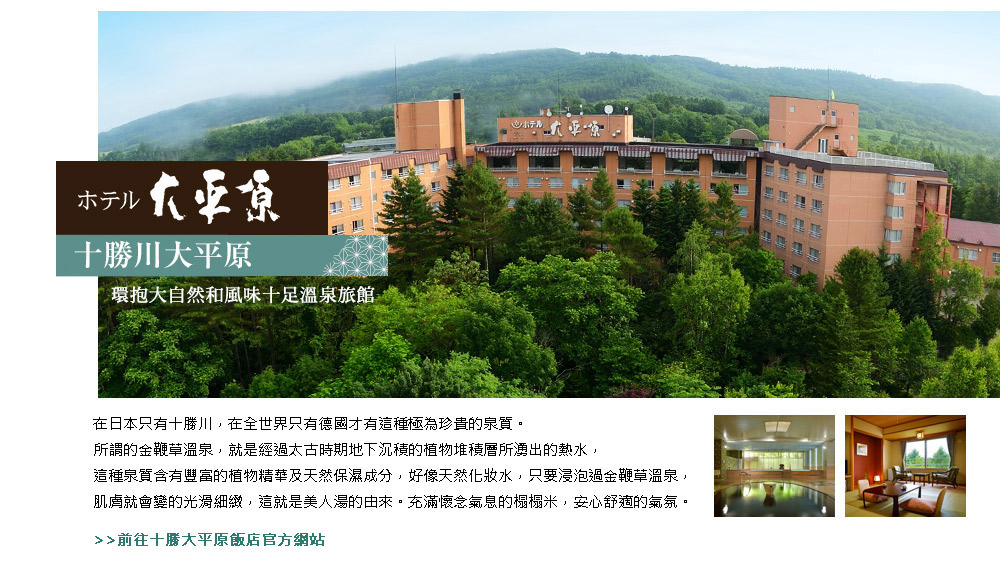 ホテル 大平原
ホテル 大平原
十勝川大平原
環抱大自然和風味十足溫泉旅館
在日本只有十勝川，在全世界只有德國才有這種極為珍貴的泉質。
所謂的金鞭草溫泉，就是經過太古時期地下沉積的植物堆積層所湧出的熱水，
這種泉質含有豐富的植物精華及天然保濕成分，好像天然化妝水，只要浸泡過金鞭草溫泉，
肌膚就會變的光滑細緻，這就是美人湯的由來。充滿懷念氣息的榻榻米，安心舒適的氣氛。
>>前往十勝大平原飯店官方網站